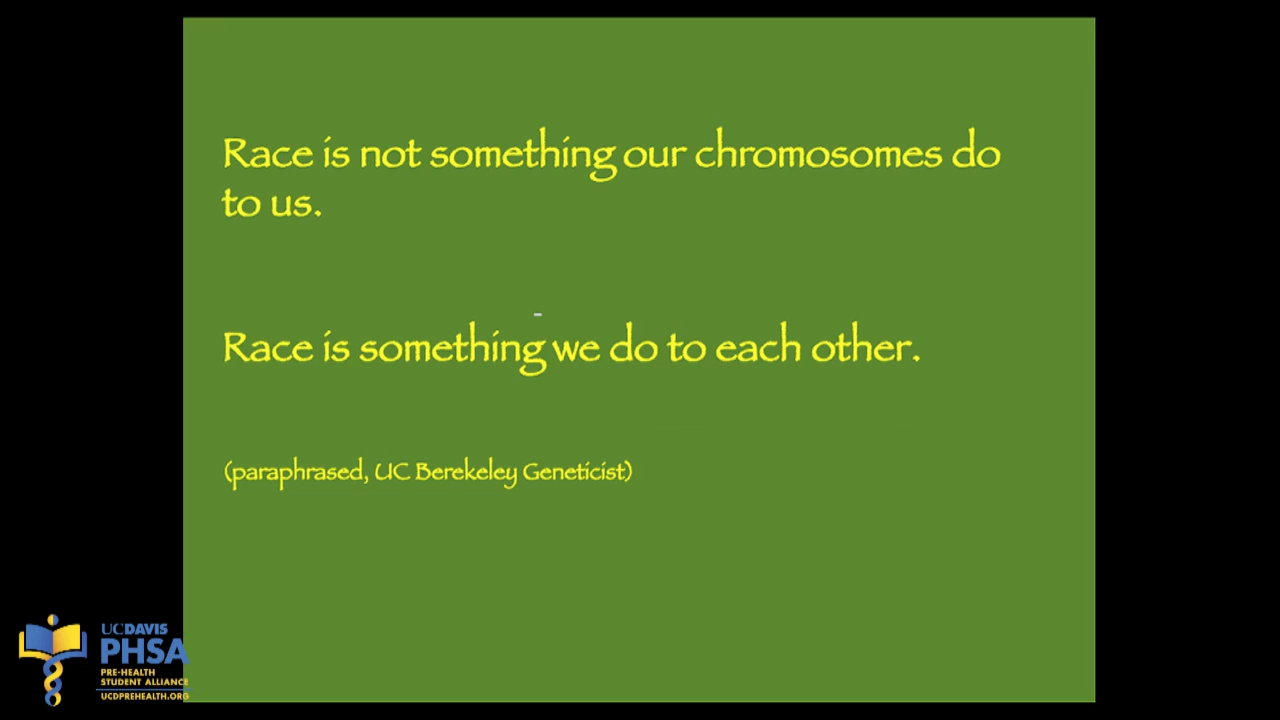 Race is not something our chromosomes do
to us.
-
Race is something we do to each other.
(paraphrased, UC Berekeley Geneticist)
UCDAVIS
PHSA
PRE-HEALTH
STUDENT ALLIANCE
UCDPREHEALTH.ORG